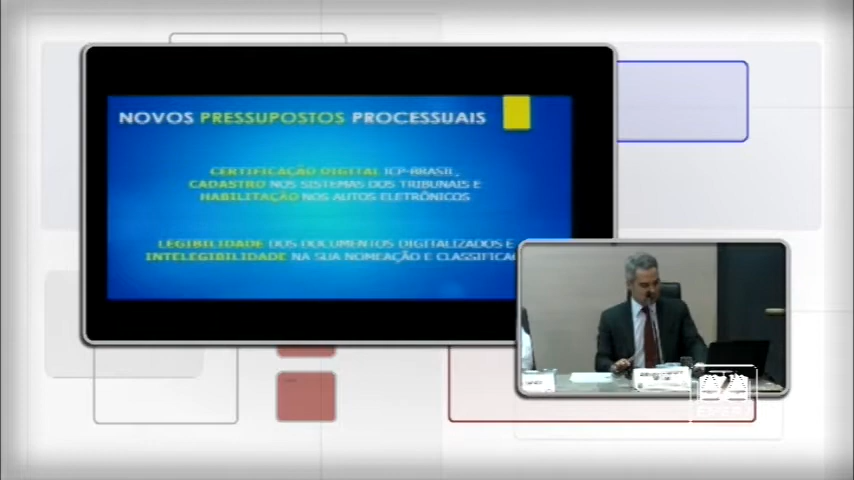 NOVOS PRESSUPOSTOS PROCESSUAIS
CERTIFICAÇÃO DIGITAL ICP-BRASIL,
CADASTRO NOS SISTEMAS DOS TRIBUNAIS E
HABILITAÇÃO NOS AUTOS ELETRÔNICOS
LEGIBILIDADE DOS DOCUMENTOS DIGITALIZADOS E
INTELEGIBILIDADE NA SUA NOMEAÇÃO E CLASSIFICAÇ